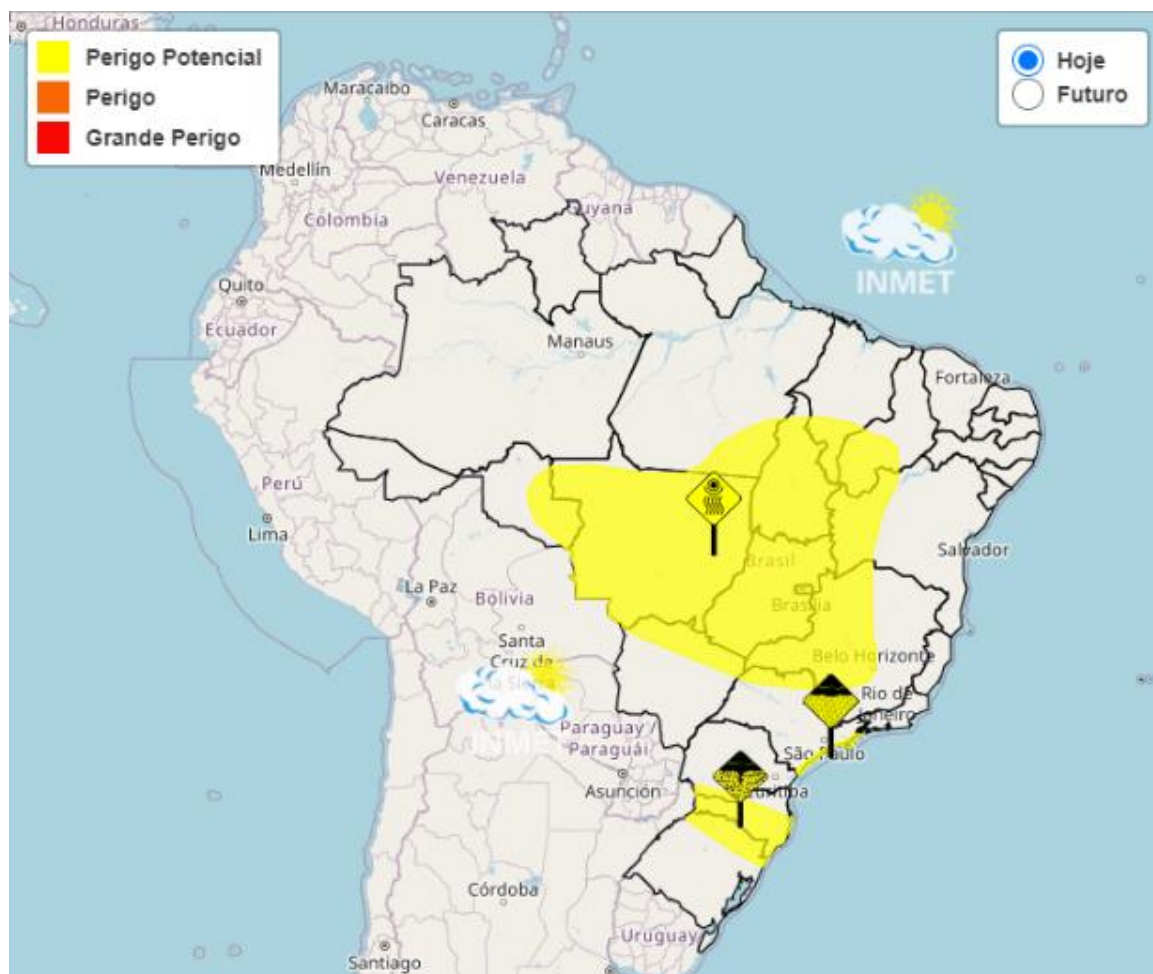 Honduras
Perigo Potencial
Perigo
Grande Perigo
Hoje
Futuro
Maracaibo
Caracas
Medellín
Venezuela
Guyana
Colombia
INMET
Quito
Ecuador
Manaus
Fortaleza
Perú
Lima
Salvador
Brasil
La Paz
Bolivia
Brasília
Santa
Cruz de
la Sierra
Belo Horizonte
Rio de
Janeiro
INMET
Paraguay /
Paraguái
São Paulo
Asunción
Curitiba
Córdoba
Uruguay
Santiago